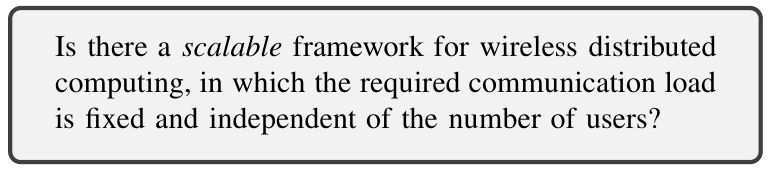 Is there a scalable framework for wireless distributed
computing, in which the required communication load
is fixed and independent of the number of users?